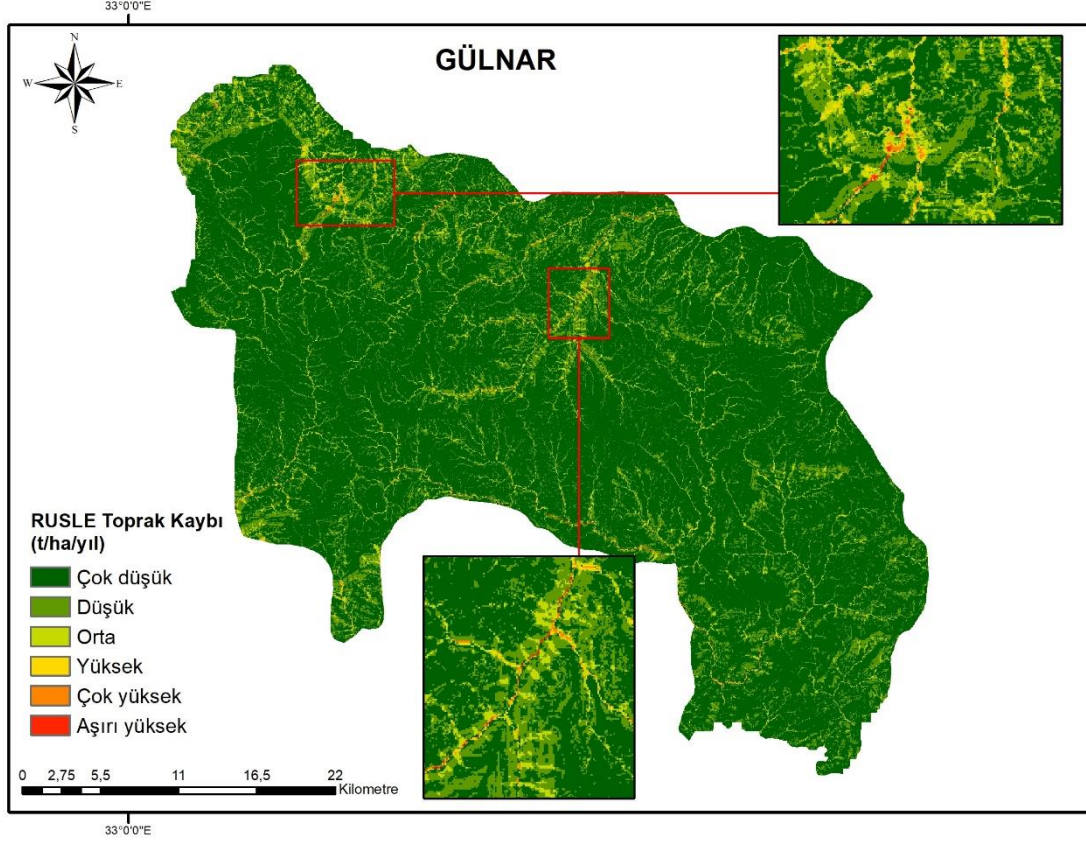 33°0'0"E
GÜLNAR
N
W E
S
RUSLE Toprak Kaybı
(t/ha/yıl)
Çok düşük
Düşük
Orta
Yüksek
Çok yüksek
Aşırı yüksek
0 2,75 5,5 11 16,5 22
Kilometre
33°0'0"E